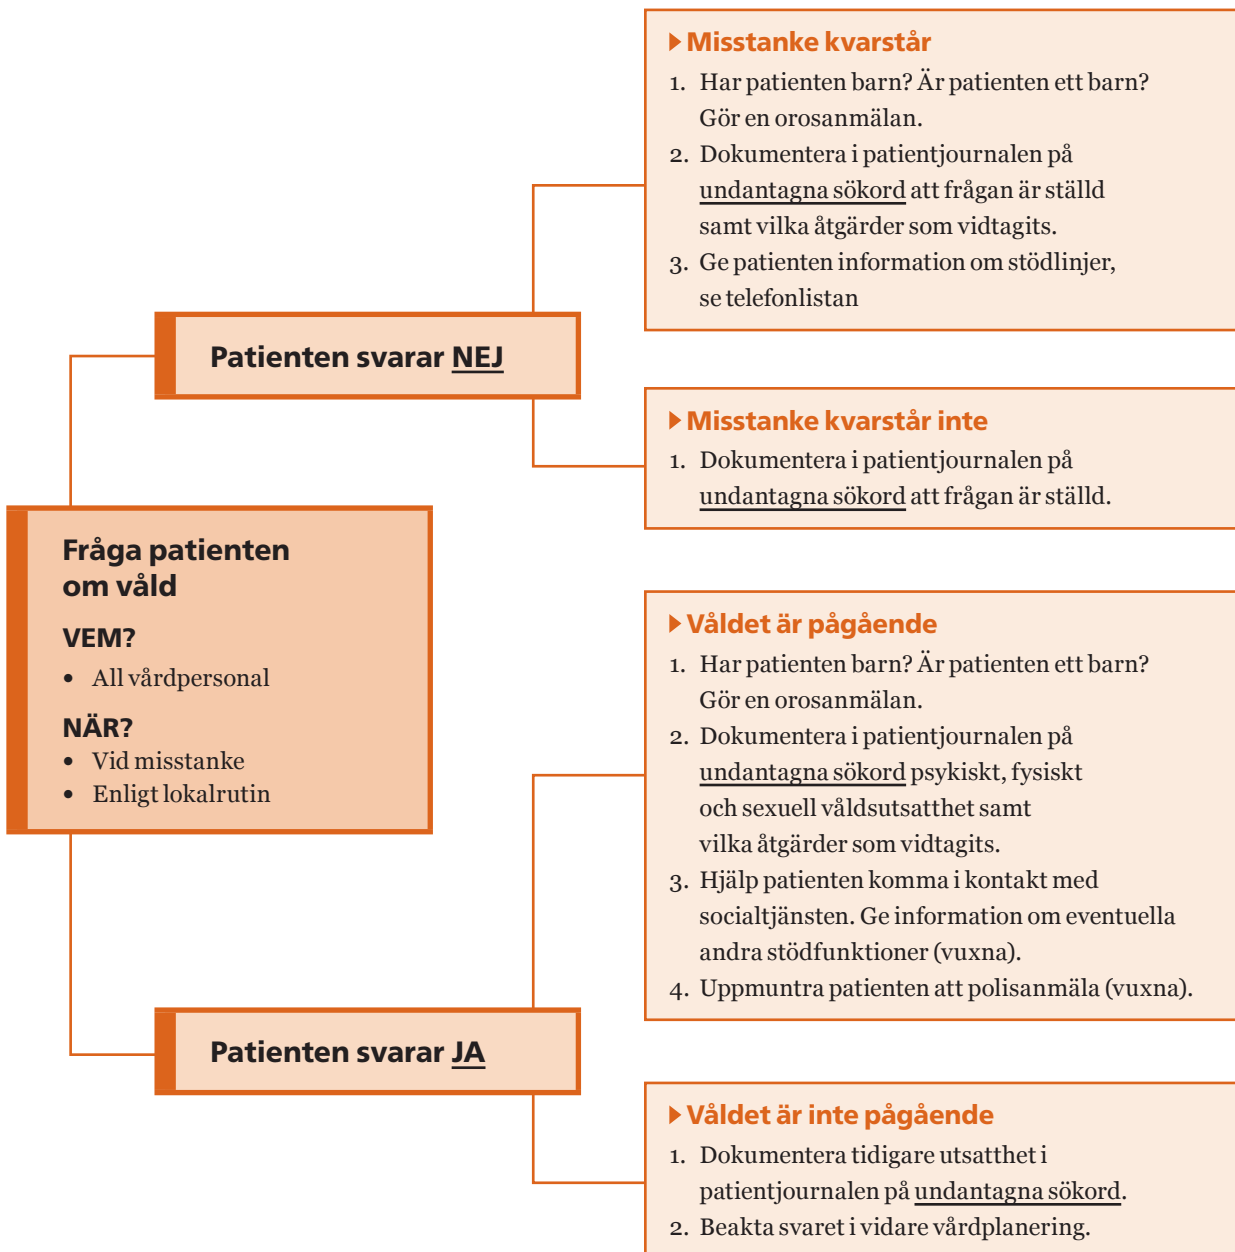 Fråga patienten
om våld
VEM?
• All vårdpersonal
NÄR?
• Vid misstanke
• Enligt lokalrutin
Patienten svarar NEJ
Misstanke kvarstår
1. Har patienten barn? Är patienten ett barn?
Gör en orosanmälan.
2. Dokumentera i patientjournalen på
undantagna sökord att frågan är ställd
samt vilka åtgärder som vidtagits.
3. Ge patienten information om stödlinjer,
se telefonlistan
Misstanke kvarstår inte
1. Dokumentera i patientjournalen på
undantagna sökord att frågan är ställd.
Patienten svarar JA
Våldet är pågående
1. Har patienten barn? Är patienten ett barn?
Gör en orosanmälan.
2. Dokumentera i patientjournalen på
undantagna sökord psykiskt, fysiskt
och sexuell våldsutsatthet samt
vilka åtgärder som vidtagits.
3. Hjälp patienten komma i kontakt med
socialtjänsten. Ge information om eventuella
andra stödfunktioner (vuxna).
4. Uppmuntra patienten att polisanmäla (vuxna).
Våldet är inte pågående
1. Dokumentera tidigare utsatthet i
patientjournalen på undantagna sökord.
2. Beakta svaret i vidare vårdplanering.